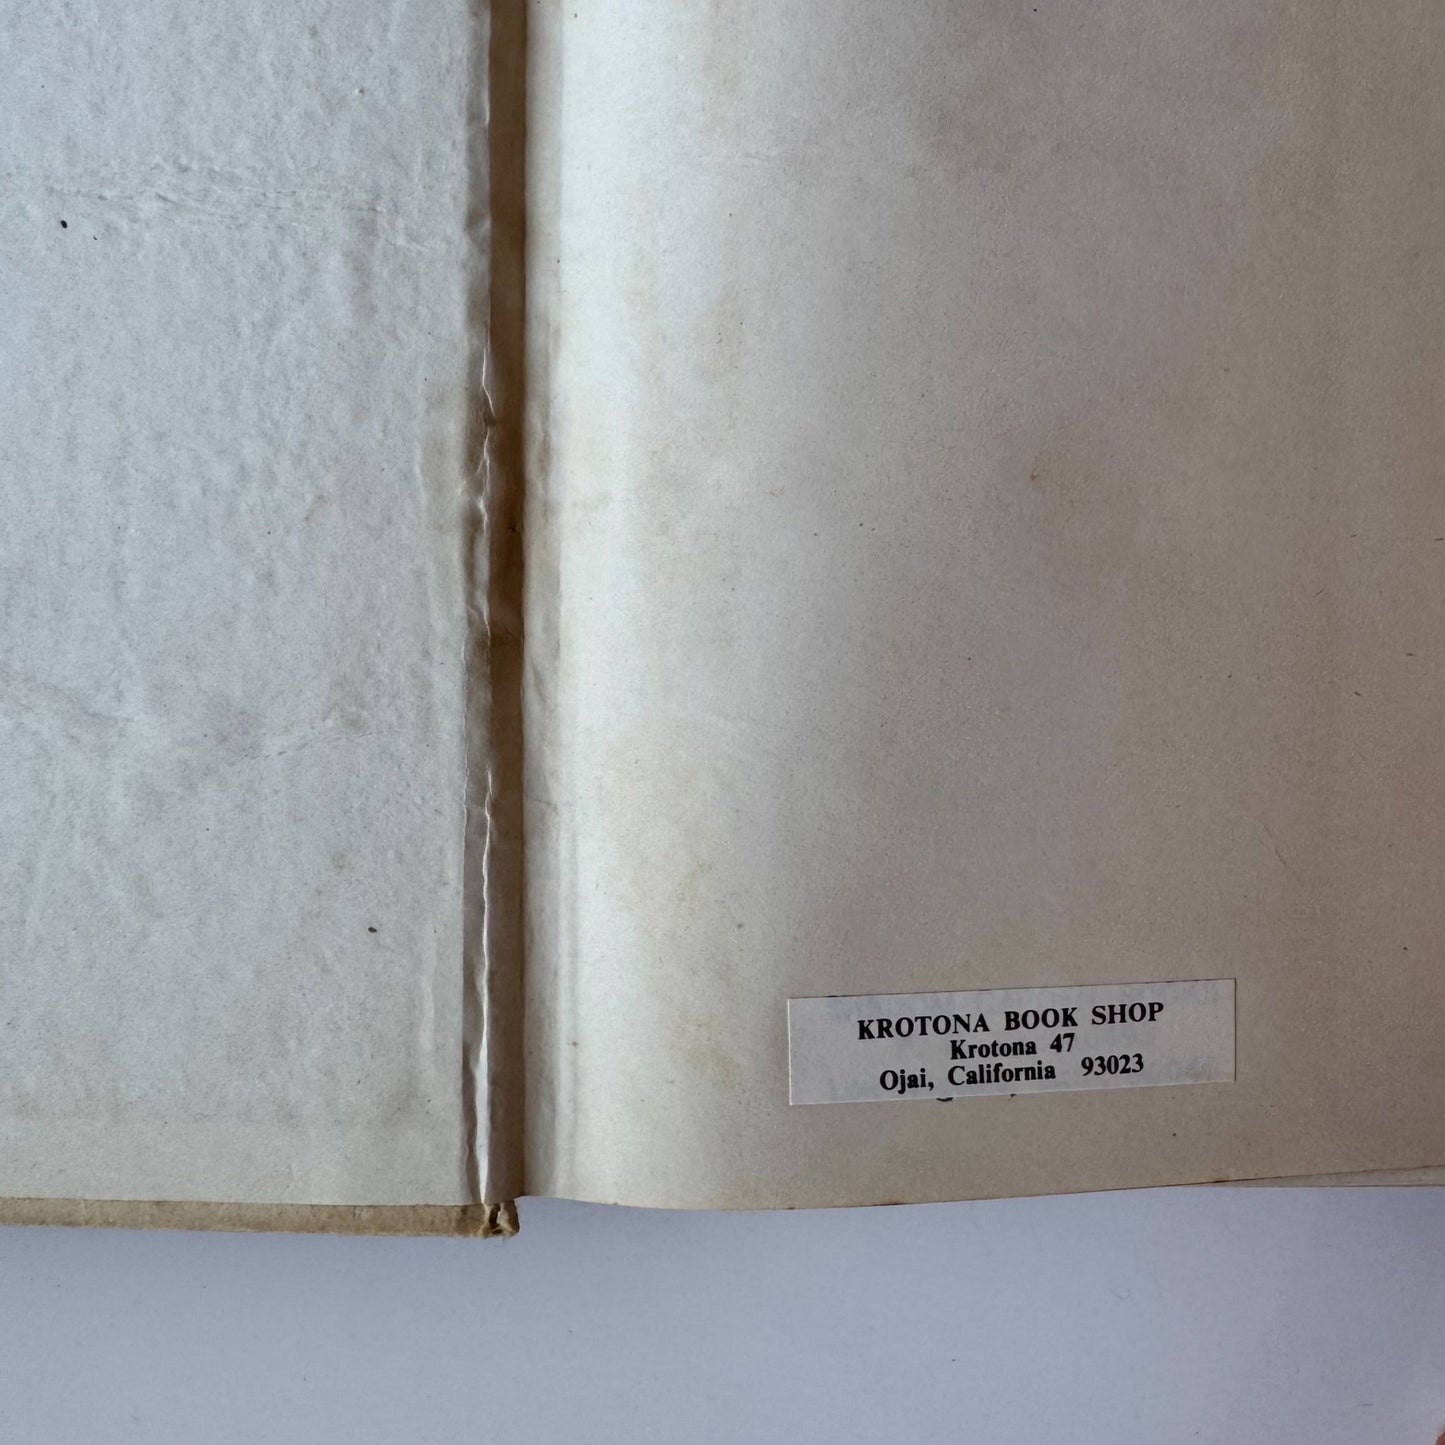 KROTONA BOOK SHOP
Krotona 47
Ojai, California 93023